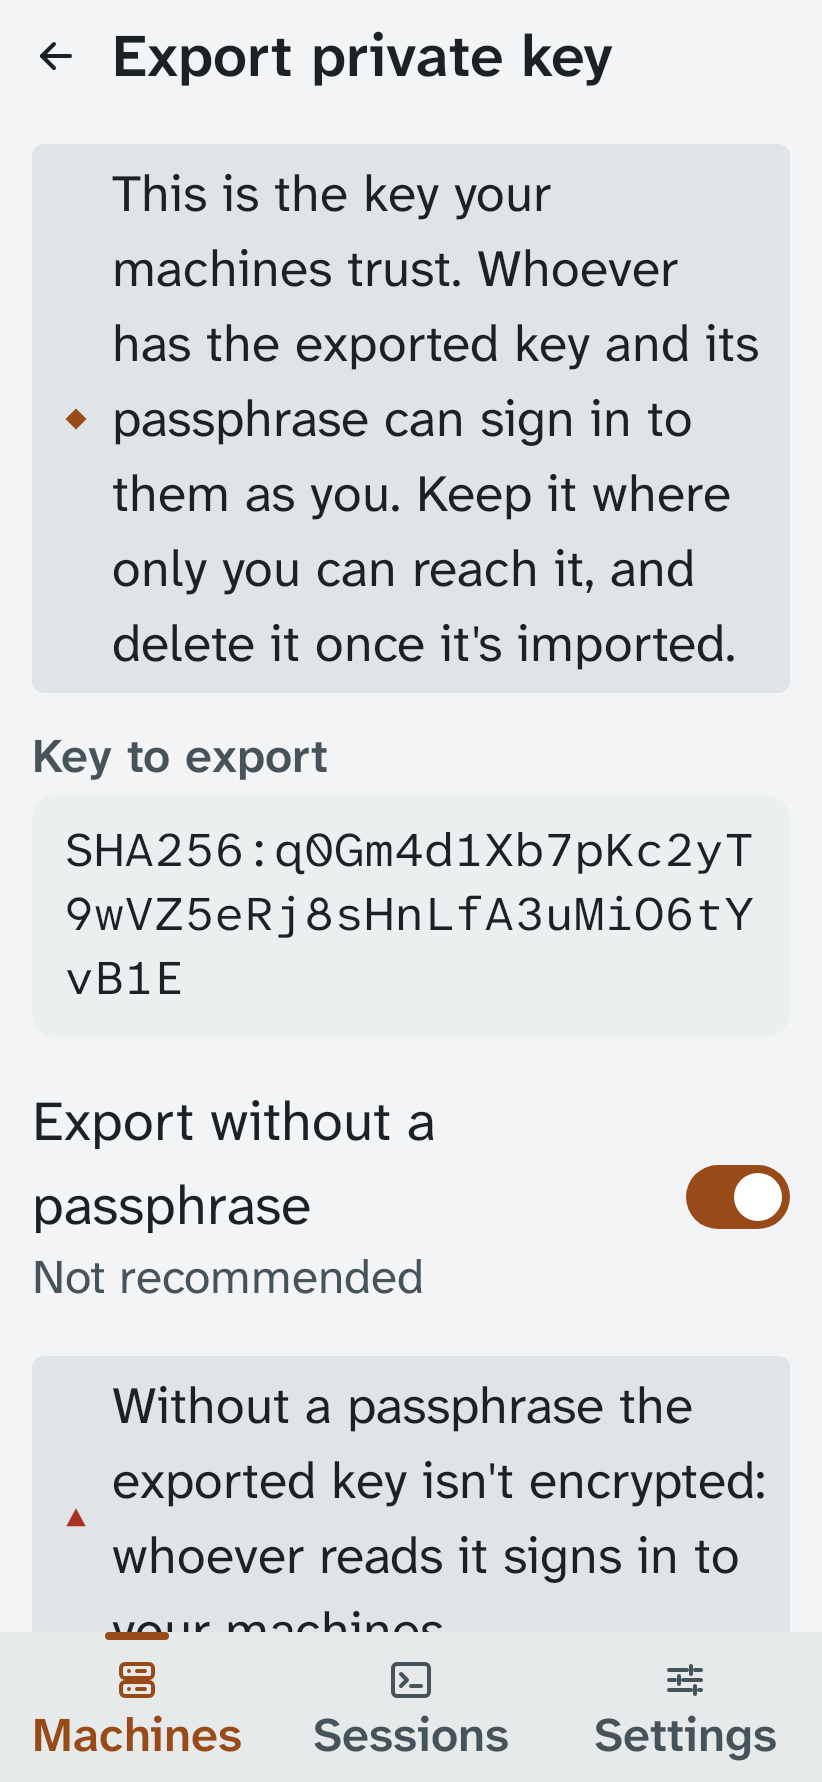 Export private key
This is the key your
machines trust. Whoever
has the exported key and its
passphrase can sign in to
them as you. Keep it where
only you can reach it, and
delete it once it's imported.
Key to export
SHA256:q0Gm4d1Xb7pKc2yT
9wVZ5eRj8sHnLfA3uMiO6tY
vB1E
Export without a
passphrase
Not recommended
Without a passphrase the
exported key isn't encrypted:
whoever reads it signs in to
your machines.
Machines
Sessions
Settings